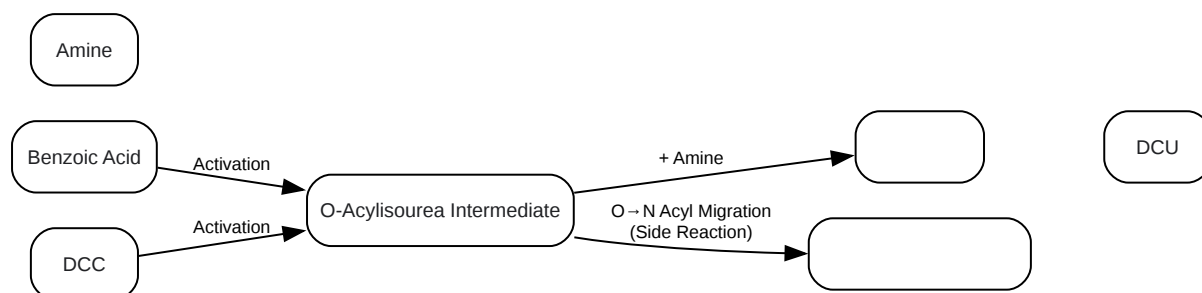 Amine
Benzoic Acid
Activation
DCC
Activation
O-Acylisourea Intermediate
+ Amine
O→N Acyl Migration
(Side Reaction)
DCU